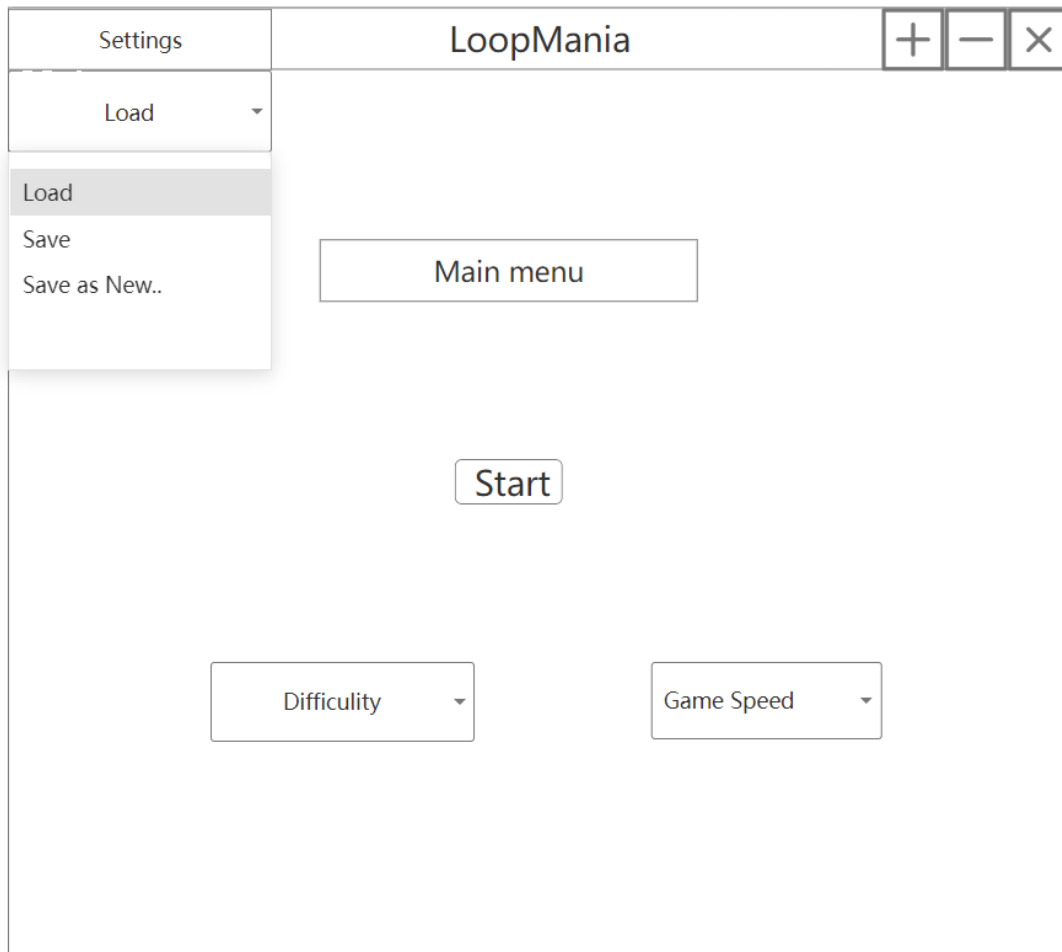 Settings
LoopMania
Load
Load
Save
Save as New..
Main menu
Start
Difficulity
Game Speed